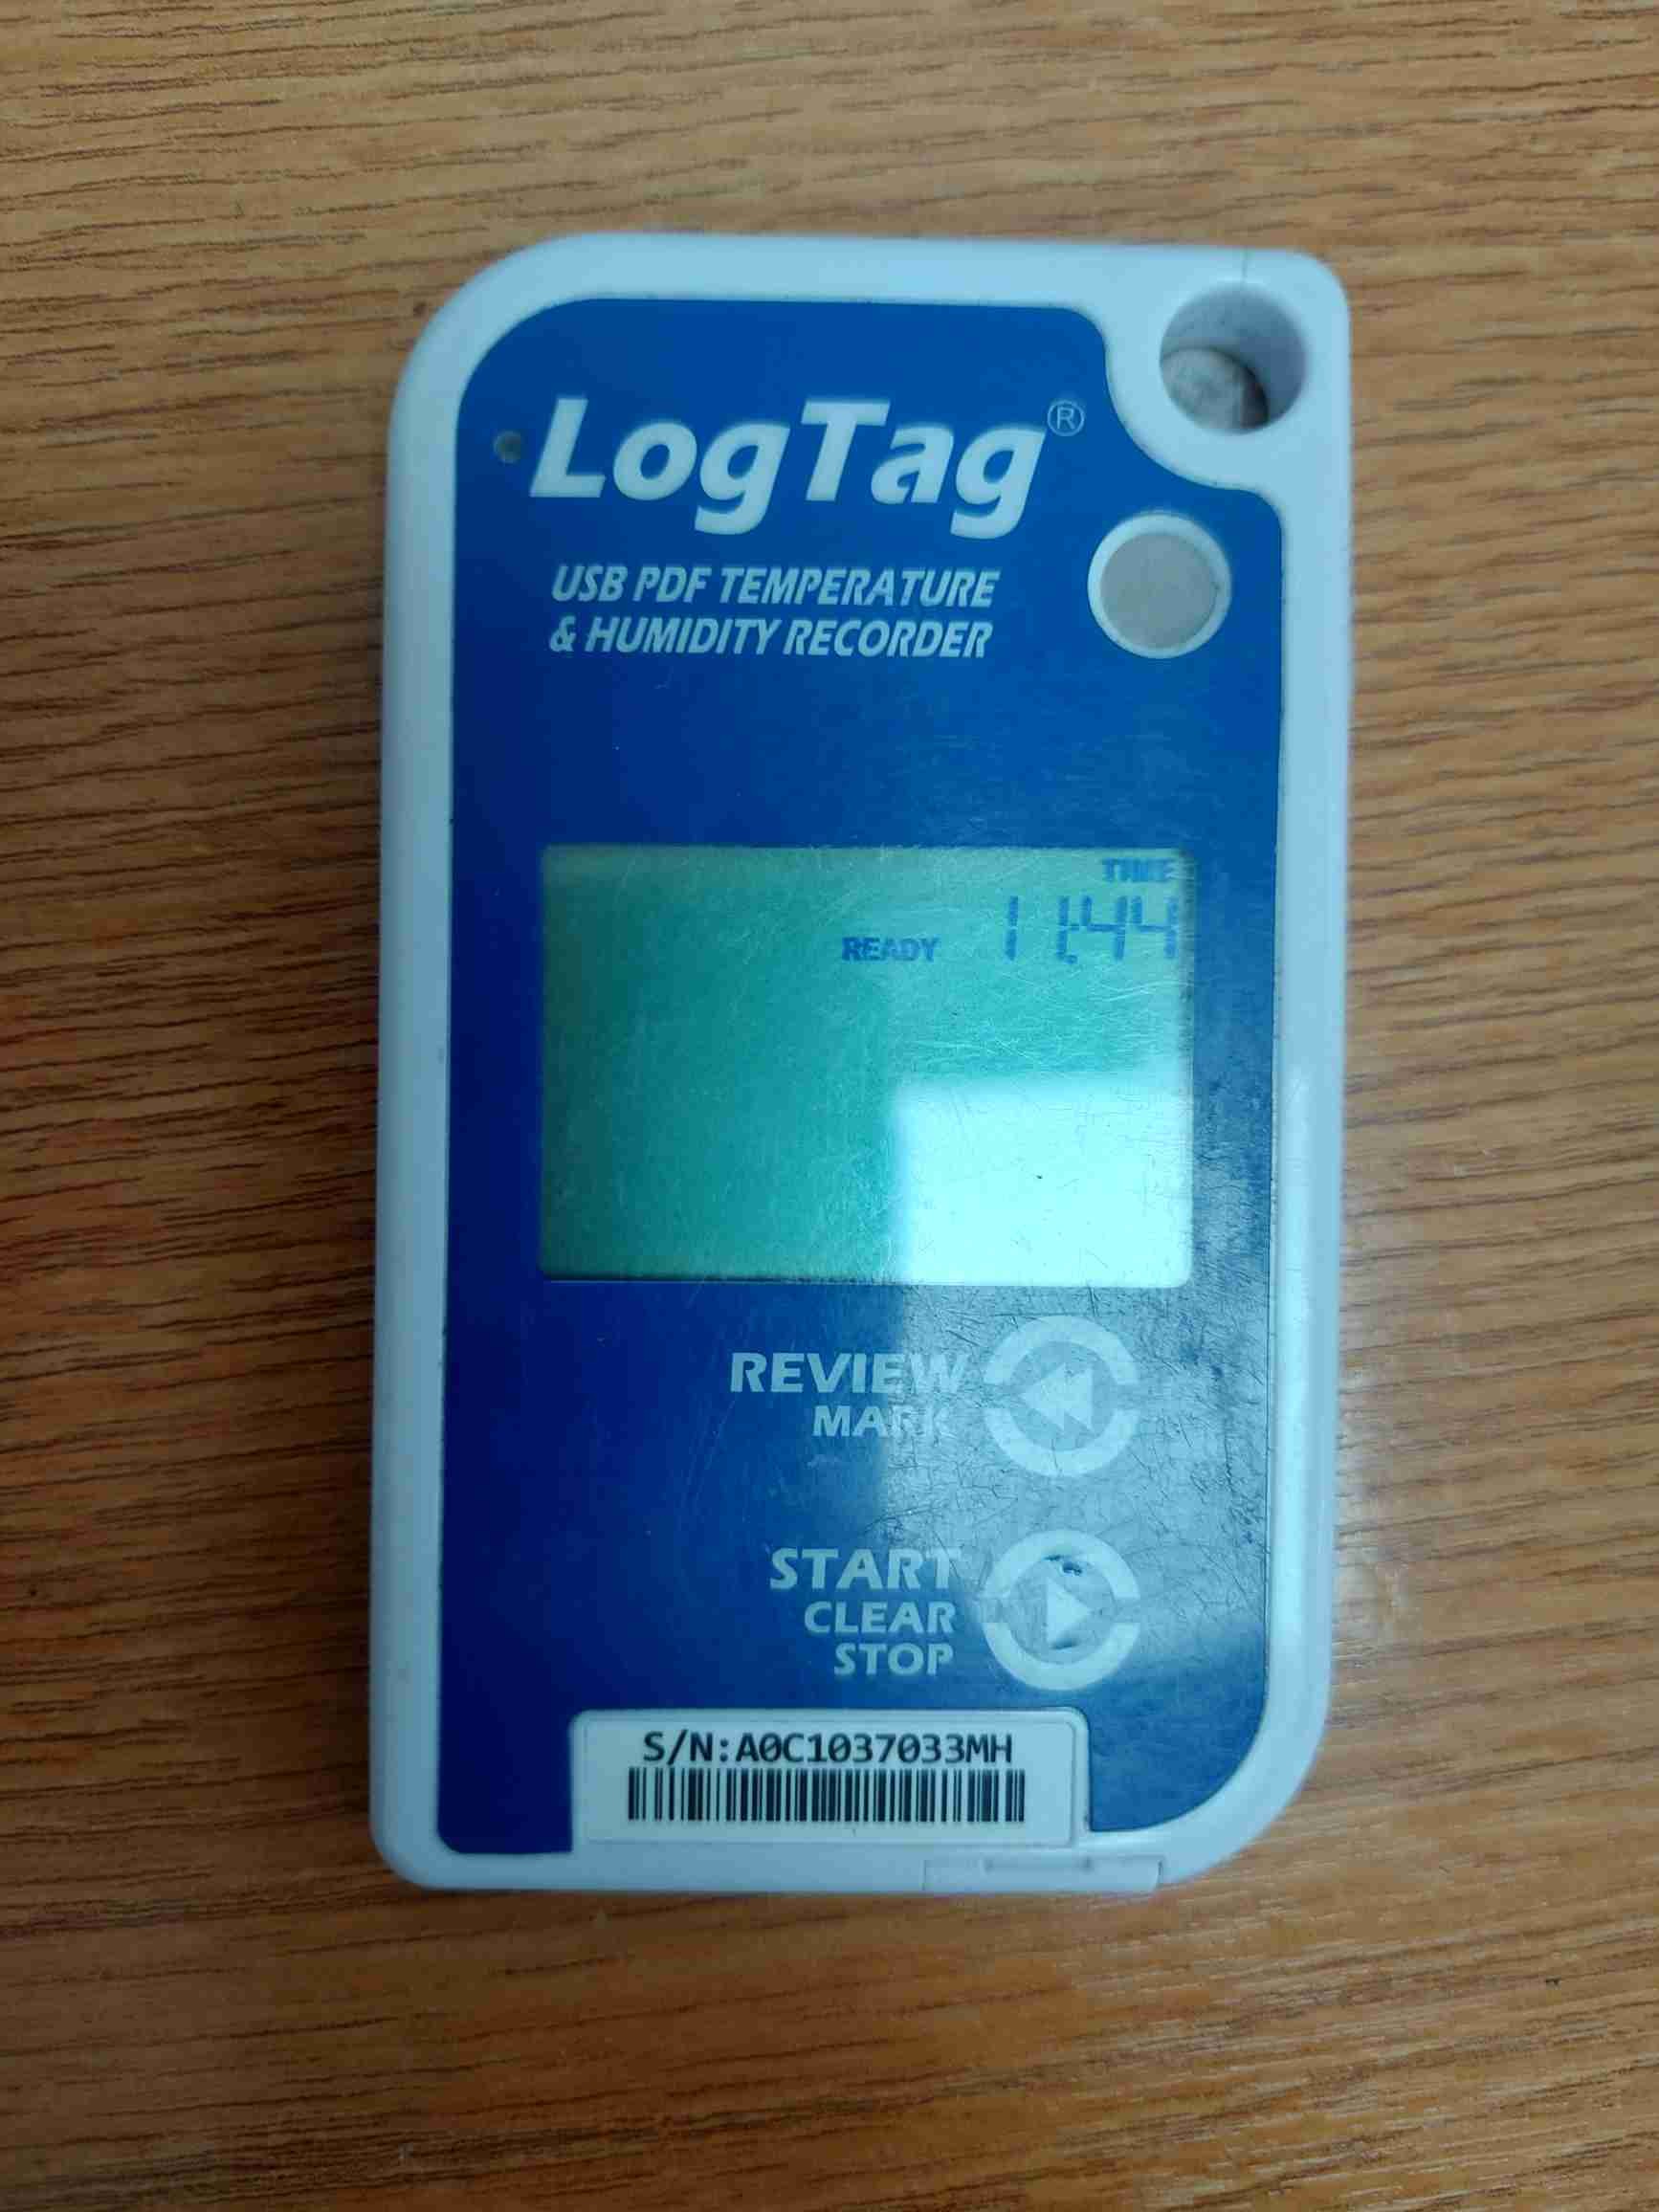 LogTag®
USB PDF TEMPERATURE
& HUMIDITY RECORDER
TIME
READY 11:44
REVIEW
MARK
START
CLEAR
STOP
S/N:A0C1037033MH